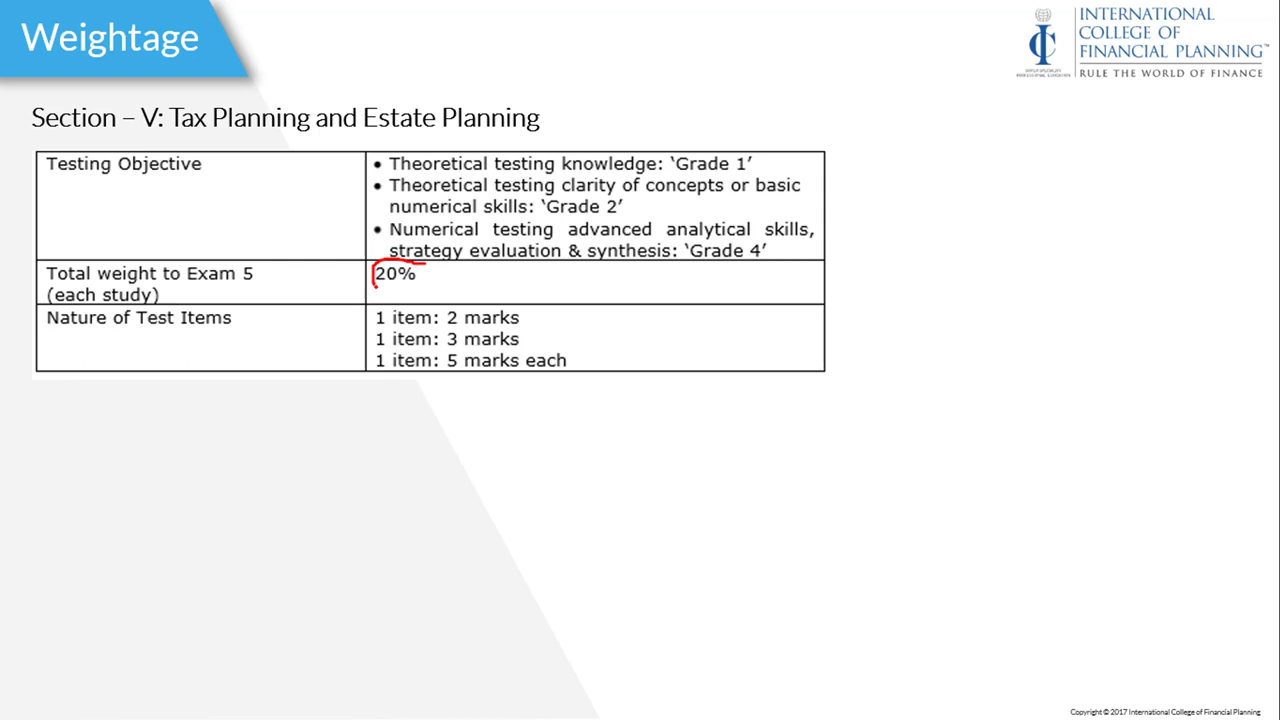 Weightage
INTERNATIONAL
COLLEGE OF
FINANCIAL PLANNING™
RULE THE WORLD OF FINANCE
Section – V: Tax Planning and Estate Planning
Testing Objective
• Theoretical testing knowledge: ‘Grade 1’
• Theoretical testing clarity of concepts or basic
numerical skills: ‘Grade 2’
• Numerical testing advanced analytical skills,
strategy evaluation & synthesis: ‘Grade 4’
Total weight to Exam 5
(each study)
20%
Nature of Test Items
1 item: 2 marks
1 item: 3 marks
1 item: 5 marks each
Copyright © 2017 International College of Financial Planning